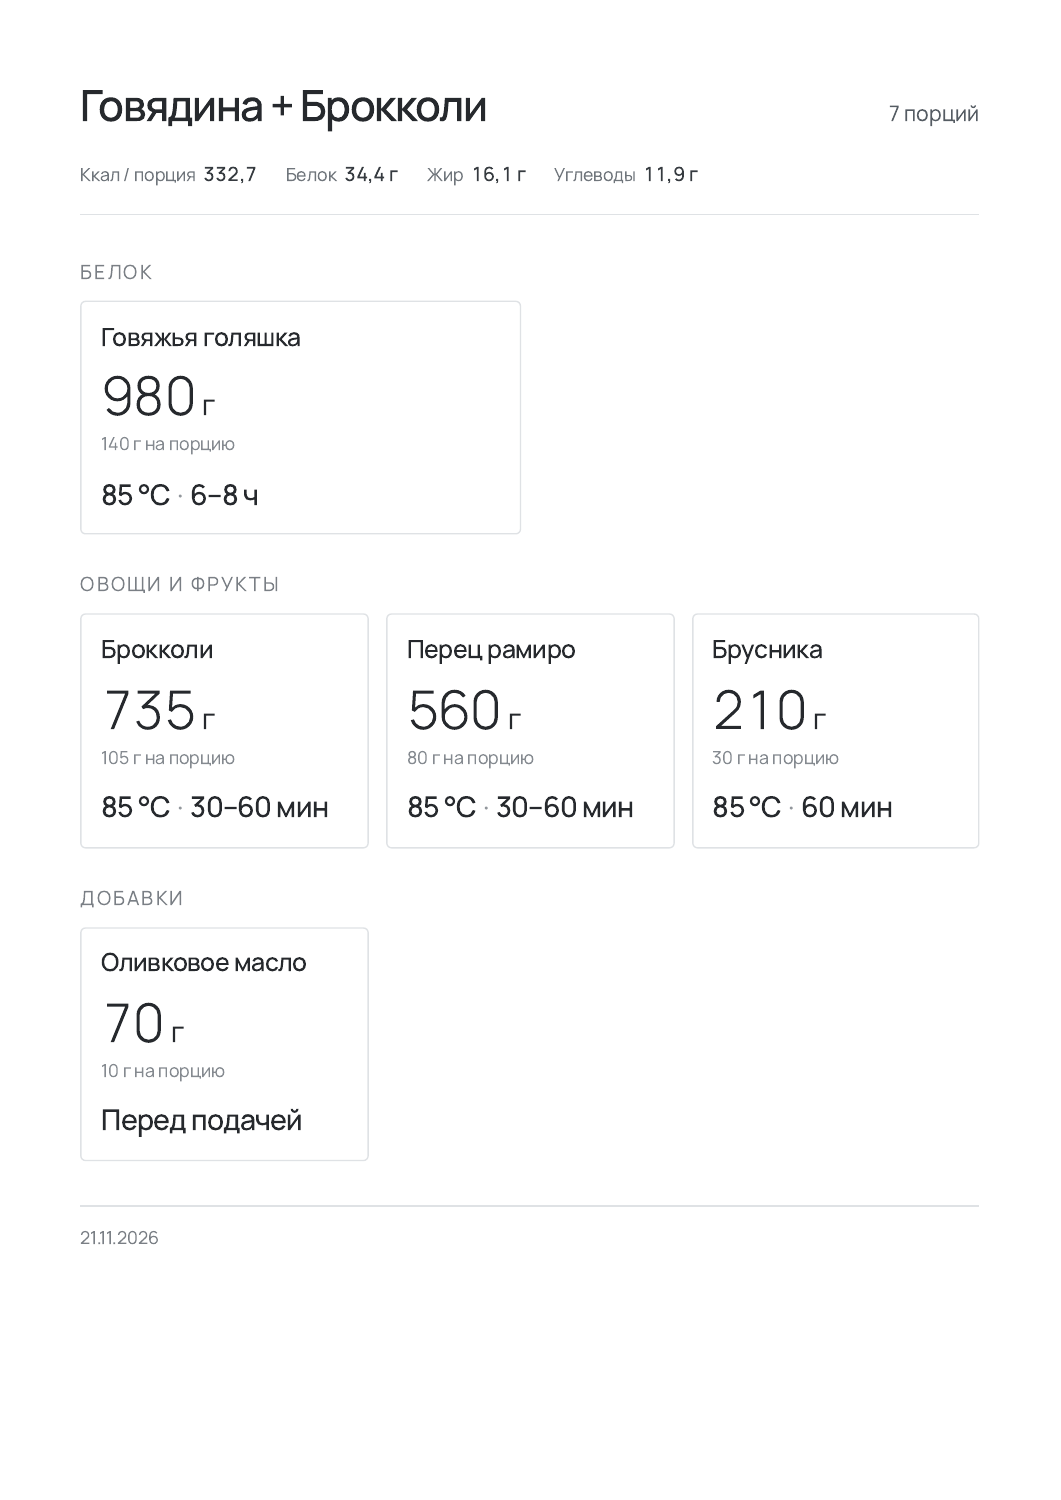 Говядина + Брокколи
7 порций
Ккал / порция 332,7 Белок 34,4 г Жир 16,1 г Углеводы 11,9 г
БЕЛОК
Говяжья голяшка
980 г
140 г на порцию
85 °C · 6–8 ч
ОВОЩИ И ФРУКТЫ
Брокколи
735 г
105 г на порцию
85 °C · 30–60 мин
Перец рамиро
560 г
80 г на порцию
85 °C · 30–60 мин
Брусника
210 г
30 г на порцию
85 °C · 60 мин
ДОБАВКИ
Оливковое масло
70 г
10 г на порцию
Перед подачей
21.11.2026